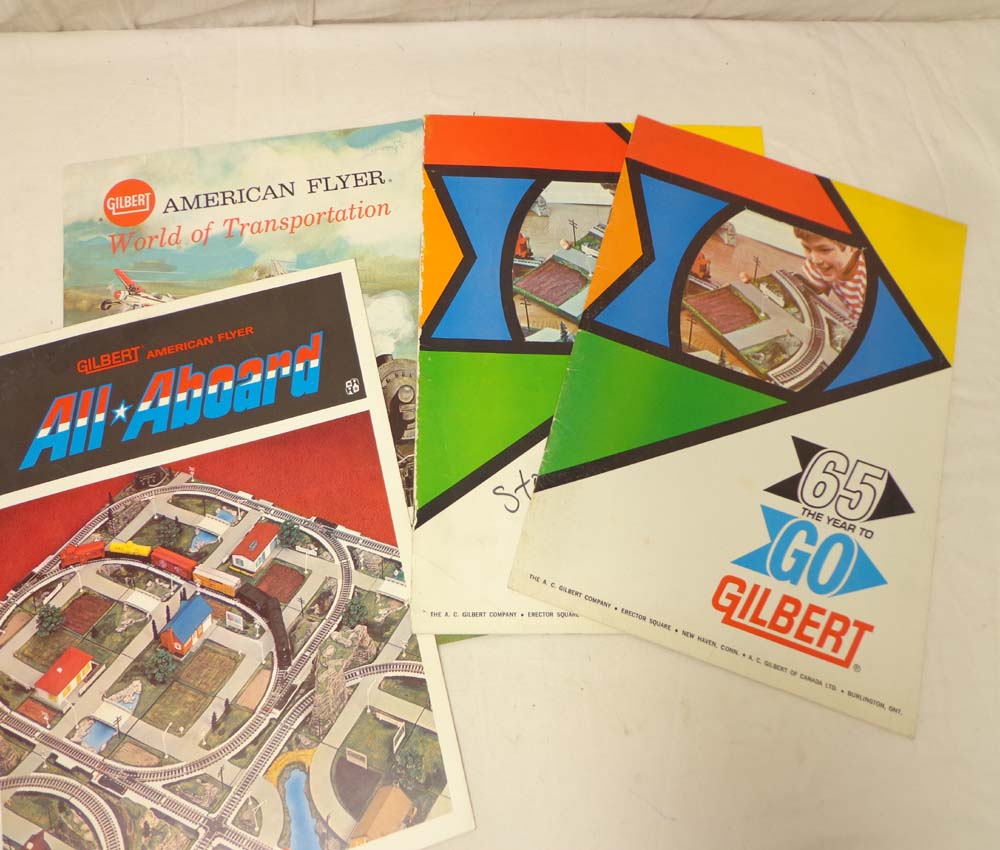 GILBERT
AMERICAN FLYER
World of Transportation
GILBERT AMERICAN FLYER
All Aboard
THE A. C. GILBERT COMPANY • ERECTOR SQUARE
65
THE YEAR TO
GO
GILBERT®
THE A. C. GILBERT COMPANY • ERECTOR SQUARE • NEW HAVEN, CONN. • A. C. GILBERT OF CANADA LTD. • BURLINGTON, ONT.